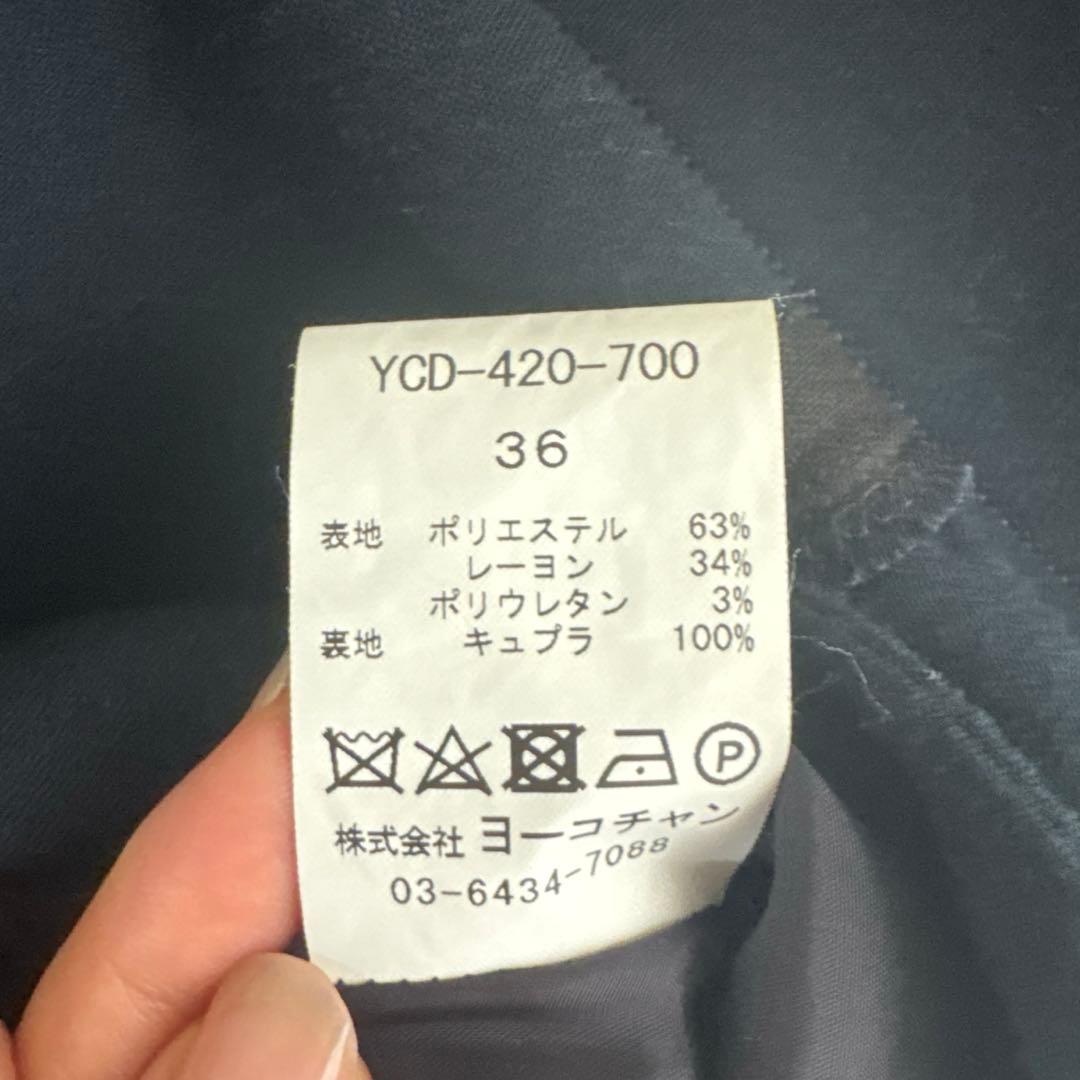 YCD-420-700
36
表地 ポリエステル 63%
レーヨン 34%
ポリウレタン 3%
裏地 キュプラ 100%
P
株式会社 ヨーコチャン
03-6434-7088